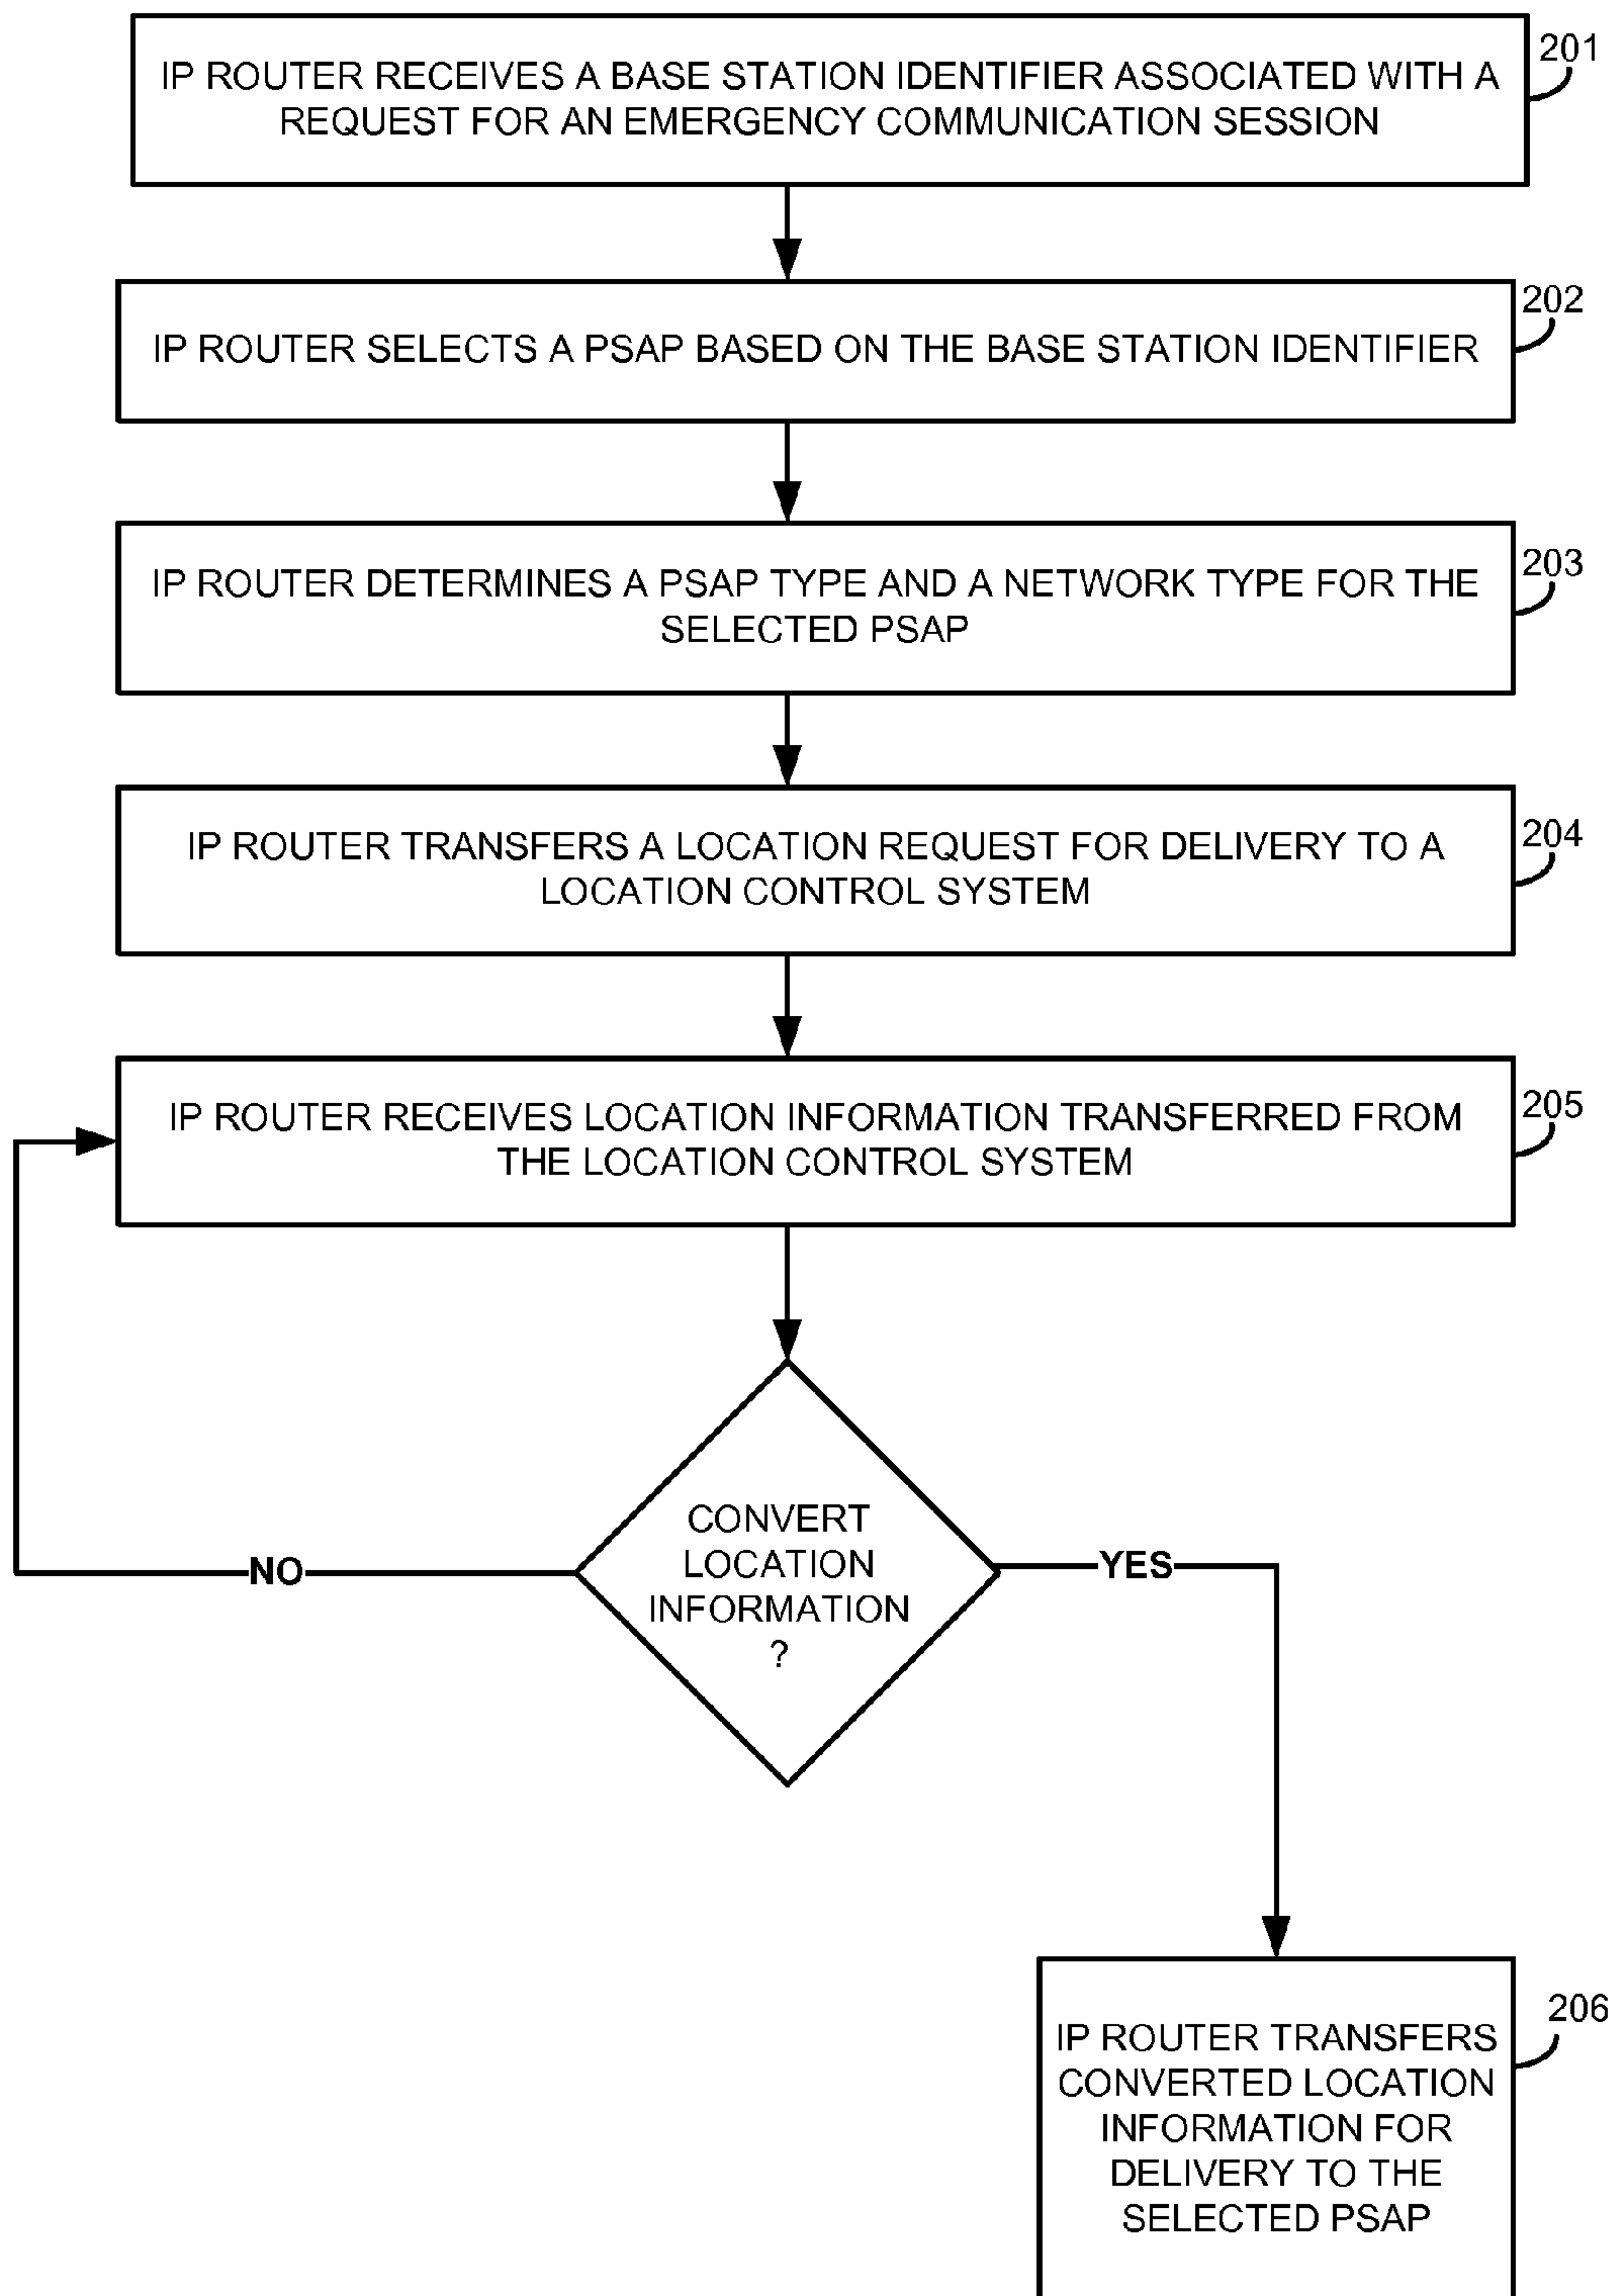 IP ROUTER RECEIVES A BASE STATION IDENTIFIER ASSOCIATED WITH A
REQUEST FOR AN EMERGENCY COMMUNICATION SESSION
201
IP ROUTER SELECTS A PSAP BASED ON THE BASE STATION IDENTIFIER
202
IP ROUTER DETERMINES A PSAP TYPE AND A NETWORK TYPE FOR THE
SELECTED PSAP
203
IP ROUTER TRANSFERS A LOCATION REQUEST FOR DELIVERY TO A
LOCATION CONTROL SYSTEM
204
IP ROUTER RECEIVES LOCATION INFORMATION TRANSFERRED FROM
THE LOCATION CONTROL SYSTEM
205
CONVERT
LOCATION
INFORMATION
?
NO
YES
IP ROUTER TRANSFERS
CONVERTED LOCATION
INFORMATION FOR
DELIVERY TO THE
SELECTED PSAP
206